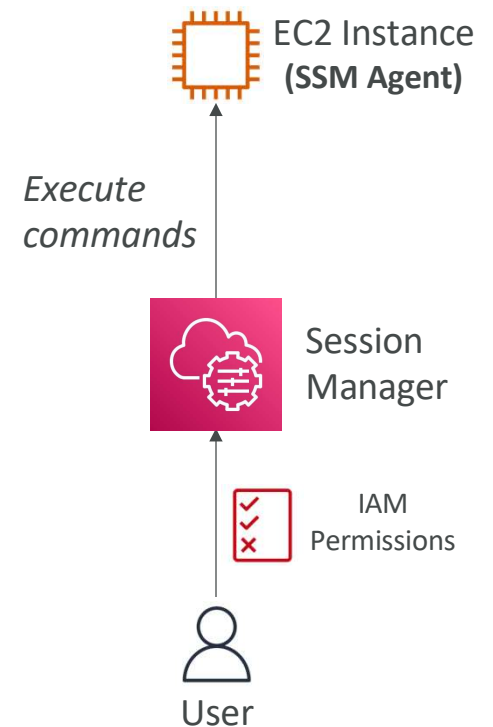 EC2 Instance
(SSM Agent)
Execute
commands
Session
Manager
IAM
Permissions
User